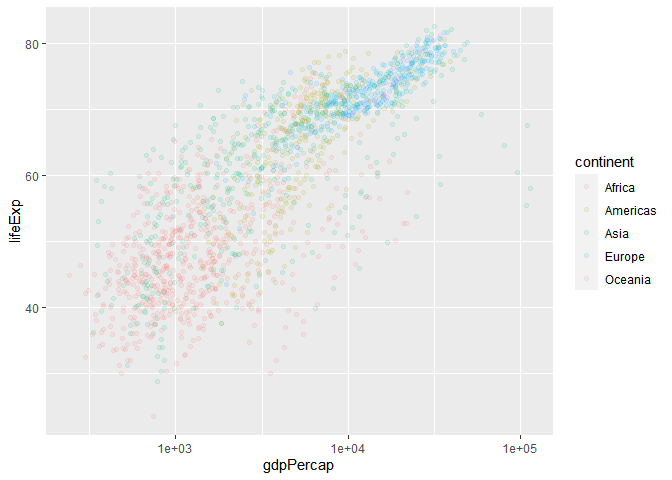 80
60
40
lifeExp
1e+03
1e+04
1e+05
gdpPercap
continent
Africa
Americas
Asia
Europe
Oceania